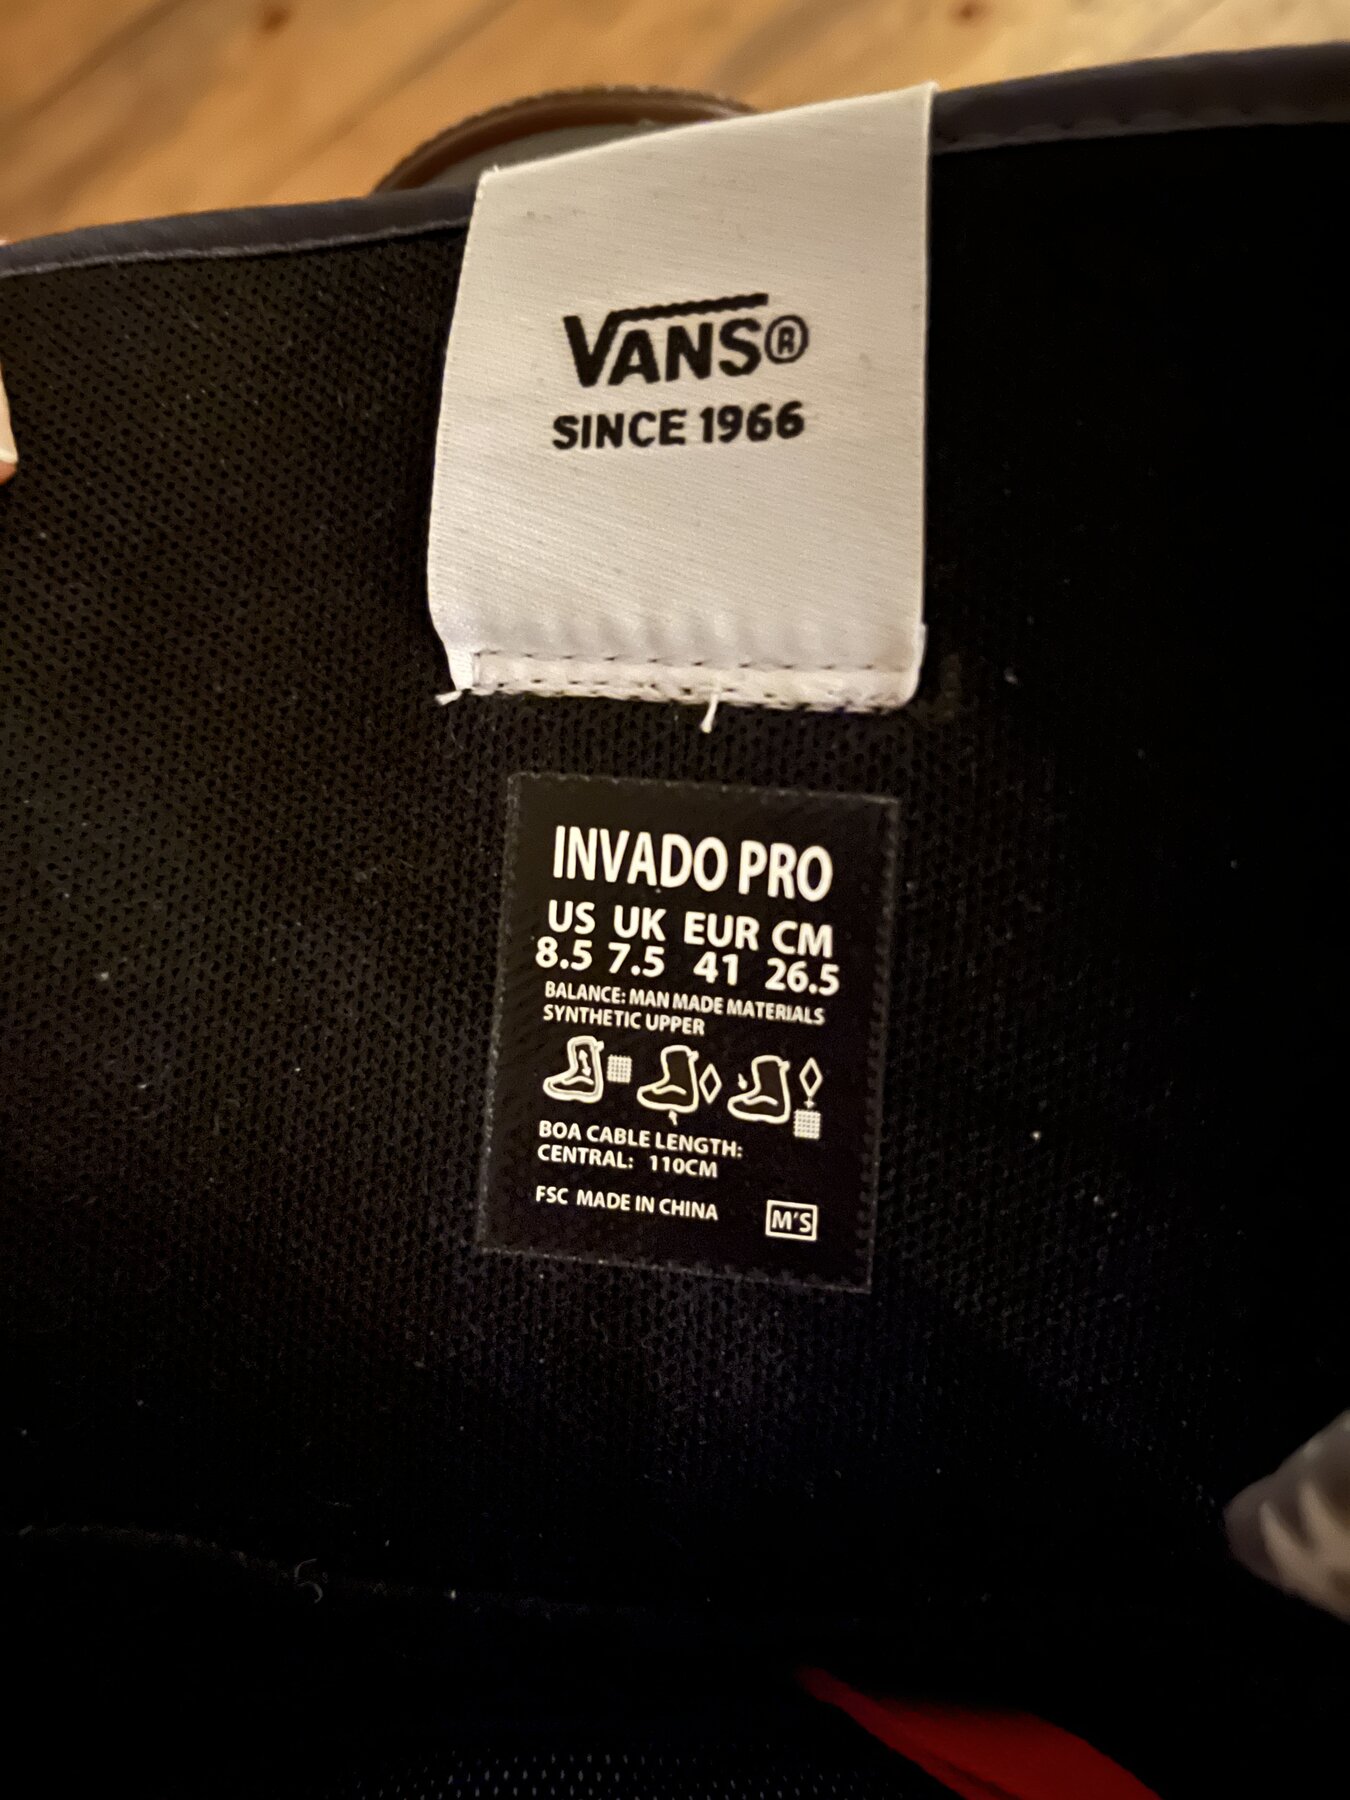 VANS®
SINCE 1966
INVADO PRO
US UK EUR CM
8.5 7.5 41 26.5
BALANCE: MAN MADE MATERIALS
SYNTHETIC UPPER
BOA CABLE LENGTH:
CENTRAL: 110CM
FSC MADE IN CHINA
M'S